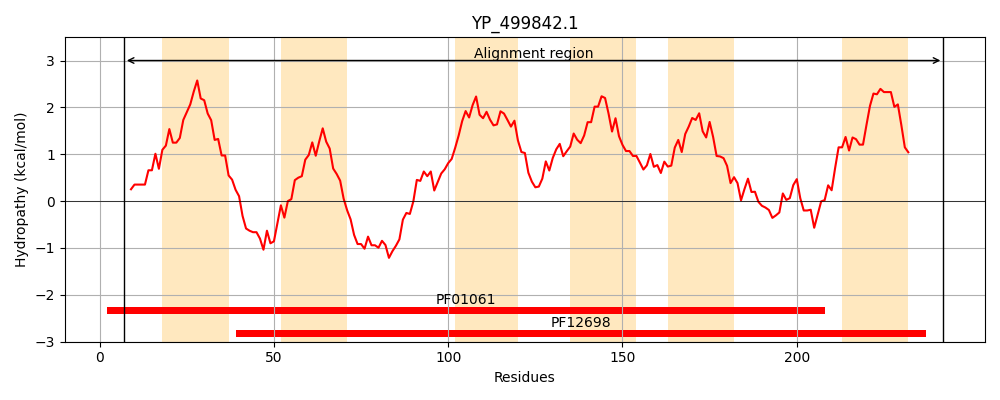 YP_499842.1
Alignment region
3
2
1
0
−1
−2
−3
Hydropathy (kcal/mol)
PF01061
PF12698
0 50 100 150 200
Residues